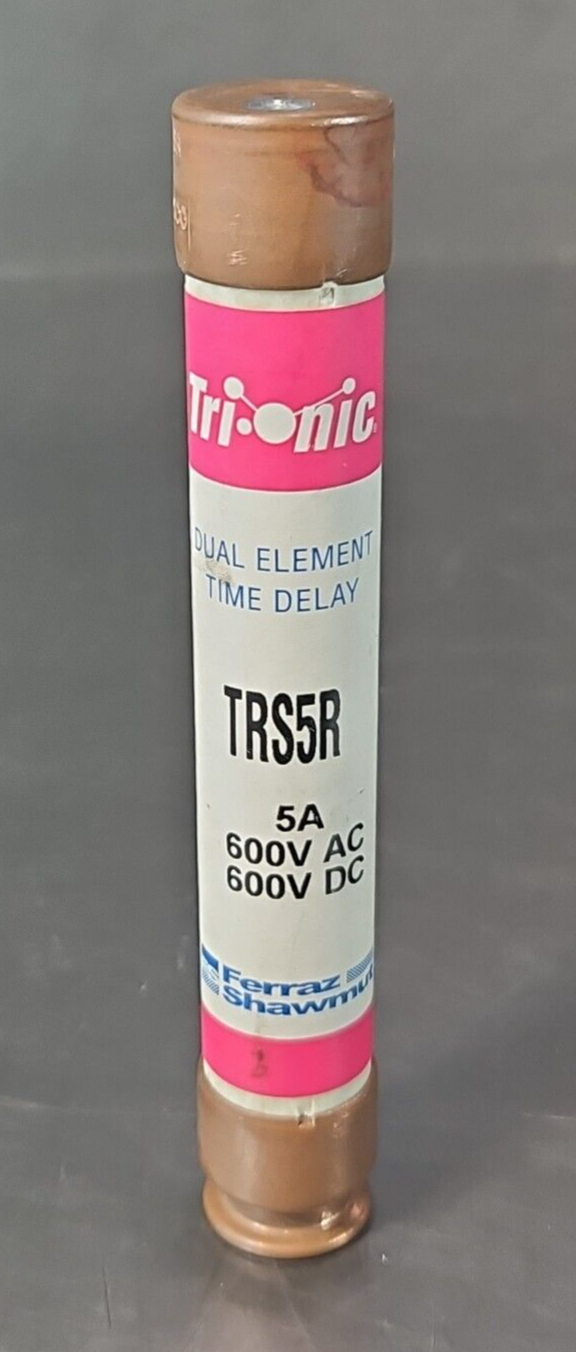 Tri-onic
DUAL ELEMENT
TIME DELAY
TRS5R
5A
600V AC
600V DC
Ferraz
Shawmut